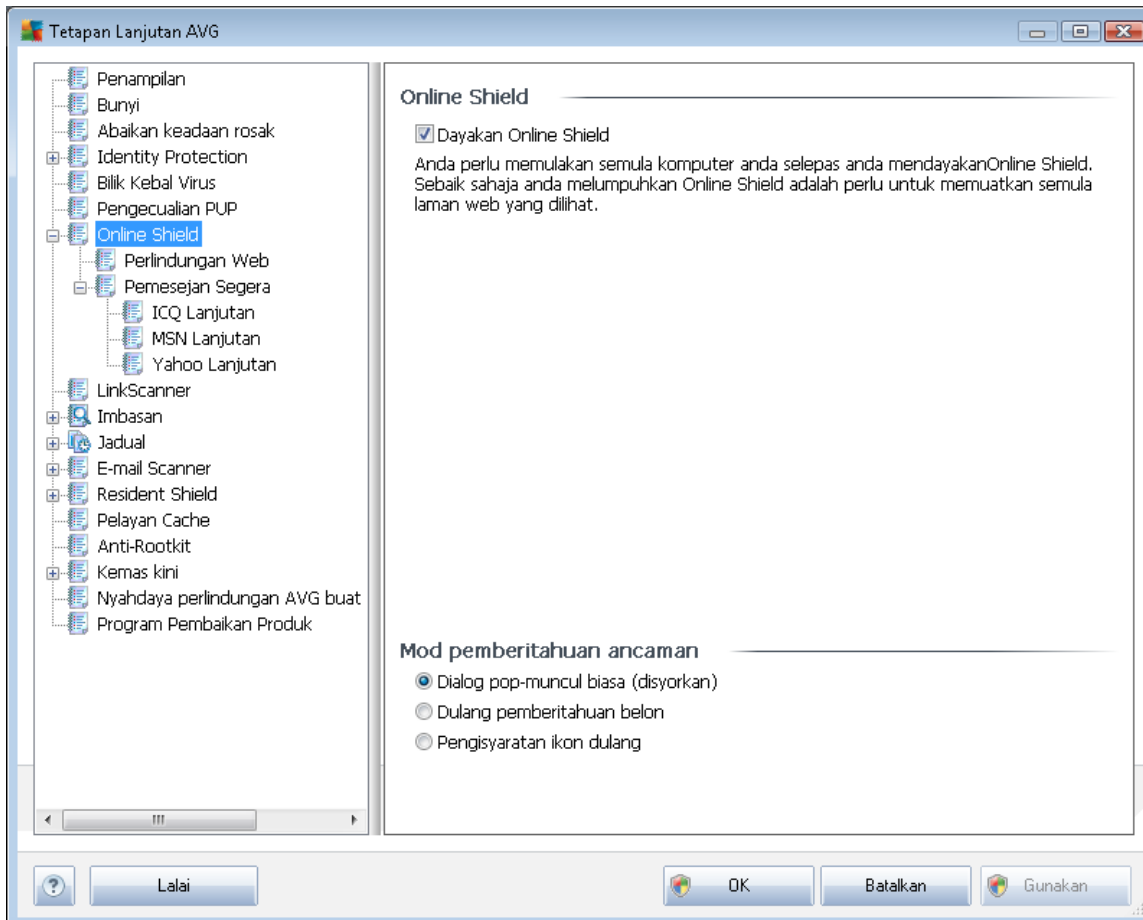 Tetapan Lanjutan AVG
Penampilan
Bunyi
Abaikan keadaan rosak
Identity Protection
Bilik Kebal Virus
Pengecualian PUP
Online Shield
Perlindungan Web
Pemesejan Segera
ICQ Lanjutan
MSN Lanjutan
Yahoo Lanjutan
LinkScanner
Imbasan
Jadual
E-mail Scanner
Resident Shield
Pelayan Cache
Anti-Rootkit
Kemas kini
Nyahdaya perlindungan AVG buat
Program Pembaikan Produk
Online Shield
Dayakan Online Shield
Anda perlu memulakan semula komputer anda selepas anda mendayakanOnline Shield.
Sebaik sahaja anda melumpuhkan Online Shield adalah perlu untuk memuatkan semula
laman web yang dilihat.
Mod pemberitahuan ancaman
Dialog pop-muncul biasa (disyorkan)
Dulang pemberitahuan belon
Pengisyaratan ikon dulang
?
Lalai
OK
Batalkan
Gunakan